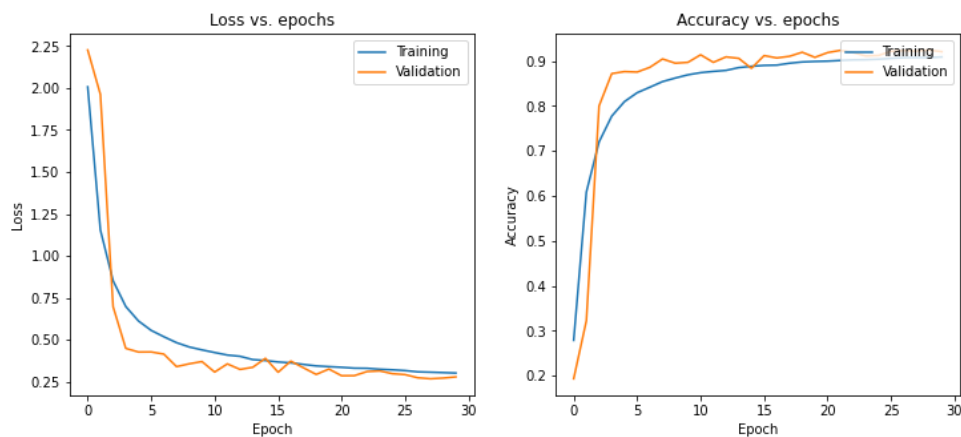 Loss vs. epochs
2.25
2.00
1.75
1.50
1.25
1.00
0.75
0.50
0.25
Loss
0 5 10 15 20 25 30
Epoch
Training
Validation
Accuracy vs. epochs
0.9
0.8
0.7
0.6
0.5
0.4
0.3
0.2
Accuracy
0 5 10 15 20 25 30
Epoch
Training
Validation